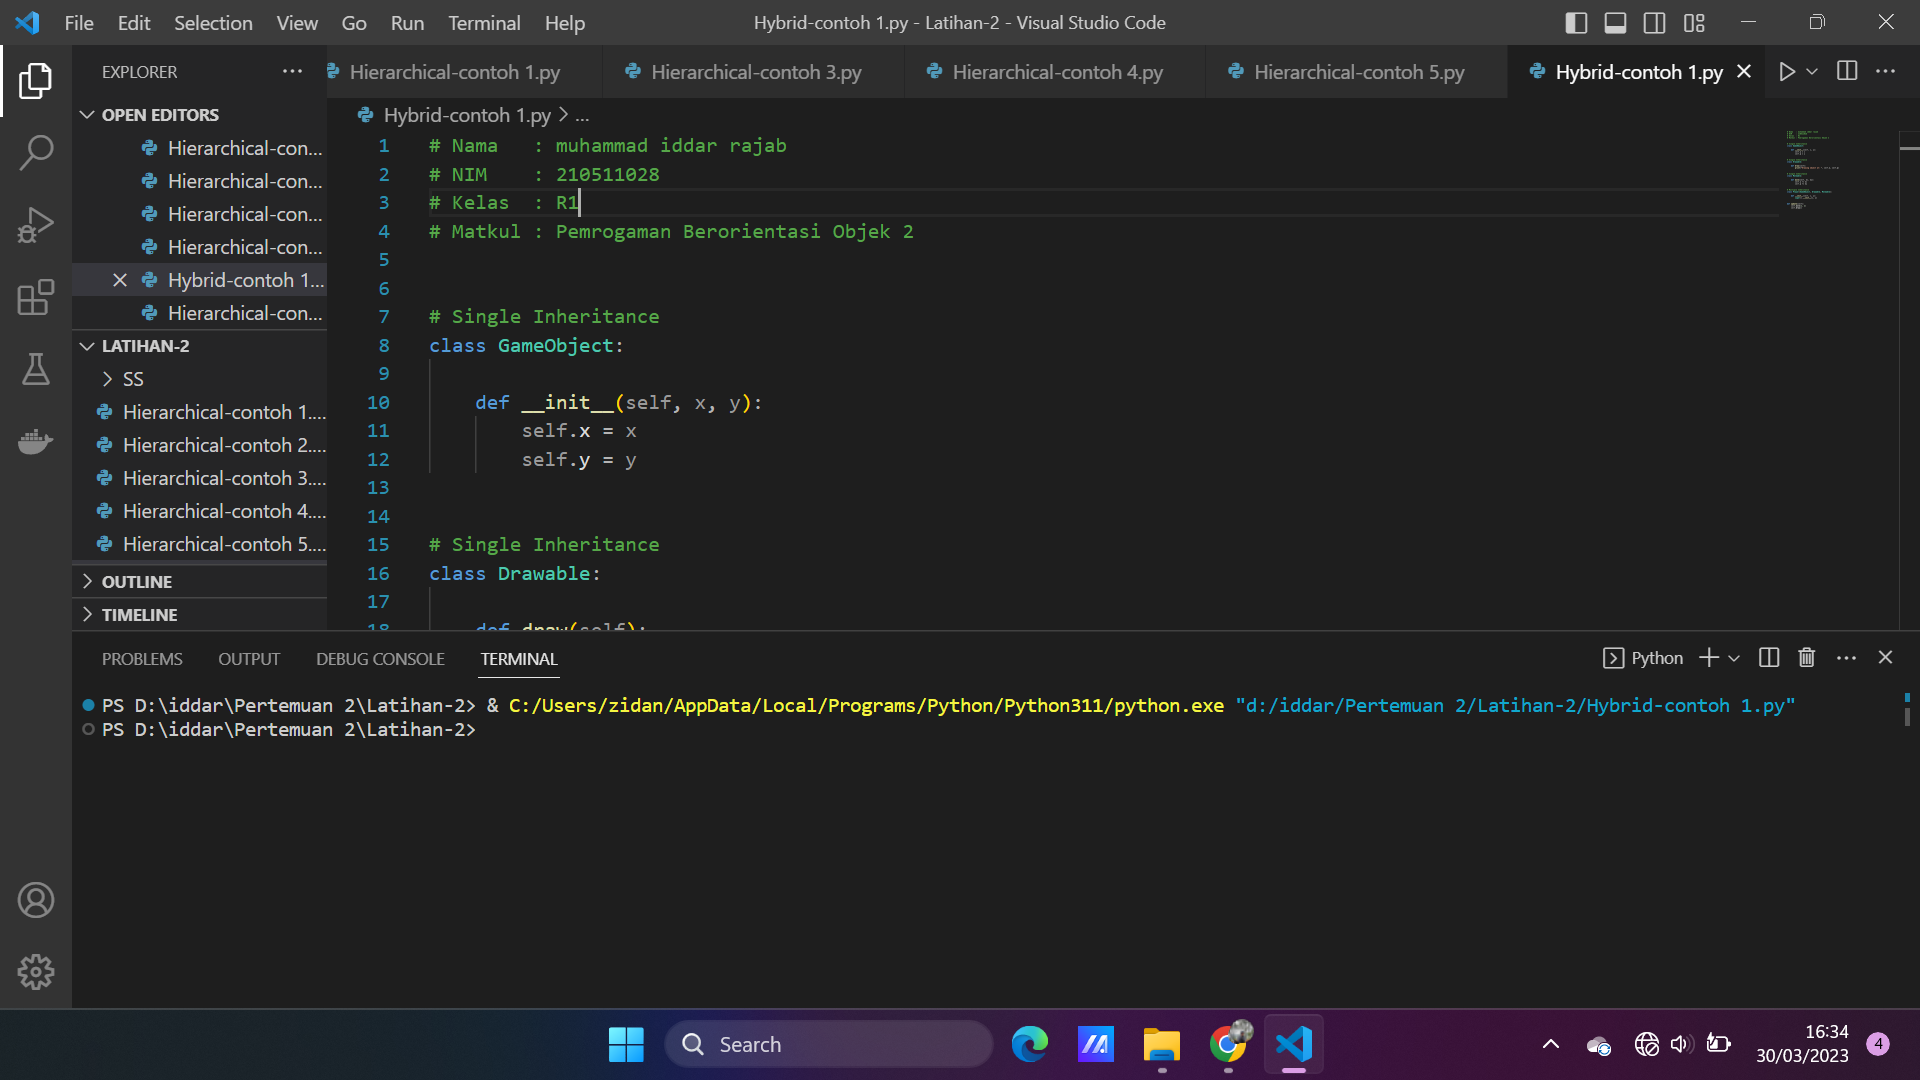 File Edit Selection View Go Run Terminal Help
Hybrid-contoh 1.py - Latihan-2 - Visual Studio Code
EXPLORER
Hierarchical-contoh 1.py
Hierarchical-contoh 3.py
Hierarchical-contoh 4.py
Hierarchical-contoh 5.py
Hybrid-contoh 1.py
OPEN EDITORS
Hierarchical-con...
Hierarchical-con...
Hierarchical-con...
Hierarchical-con...
Hybrid-contoh 1...
Hierarchical-con...
LATIHAN-2
SS
Hierarchical-contoh 1....
Hierarchical-contoh 2....
Hierarchical-contoh 3....
Hierarchical-contoh 4....
Hierarchical-contoh 5....
OUTLINE
TIMELINE
Hybrid-contoh 1.py > ...
1 # Nama   : muhammad iddar rajab
2 # NIM    : 210511028
3 # Kelas  : R1
4 # Matkul : Pemrogaman Berorientasi Objek 2
5
6
7 # Single Inheritance
8 class GameObject:
9
10     def __init__(self, x, y):
11         self.x = x
12         self.y = y
13
14
15 # Single Inheritance
16 class Drawable:
17
18     def draw(self):
PROBLEMS OUTPUT DEBUG CONSOLE TERMINAL
Python
PS D:\iddar\Pertemuan 2\Latihan-2> & C:/Users/zidan/AppData/Local/Programs/Python/Python311/python.exe "d:/iddar/Pertemuan 2/Latihan-2/Hybrid-contoh 1.py"
PS D:\iddar\Pertemuan 2\Latihan-2>
Search
16:34
30/03/2023
4